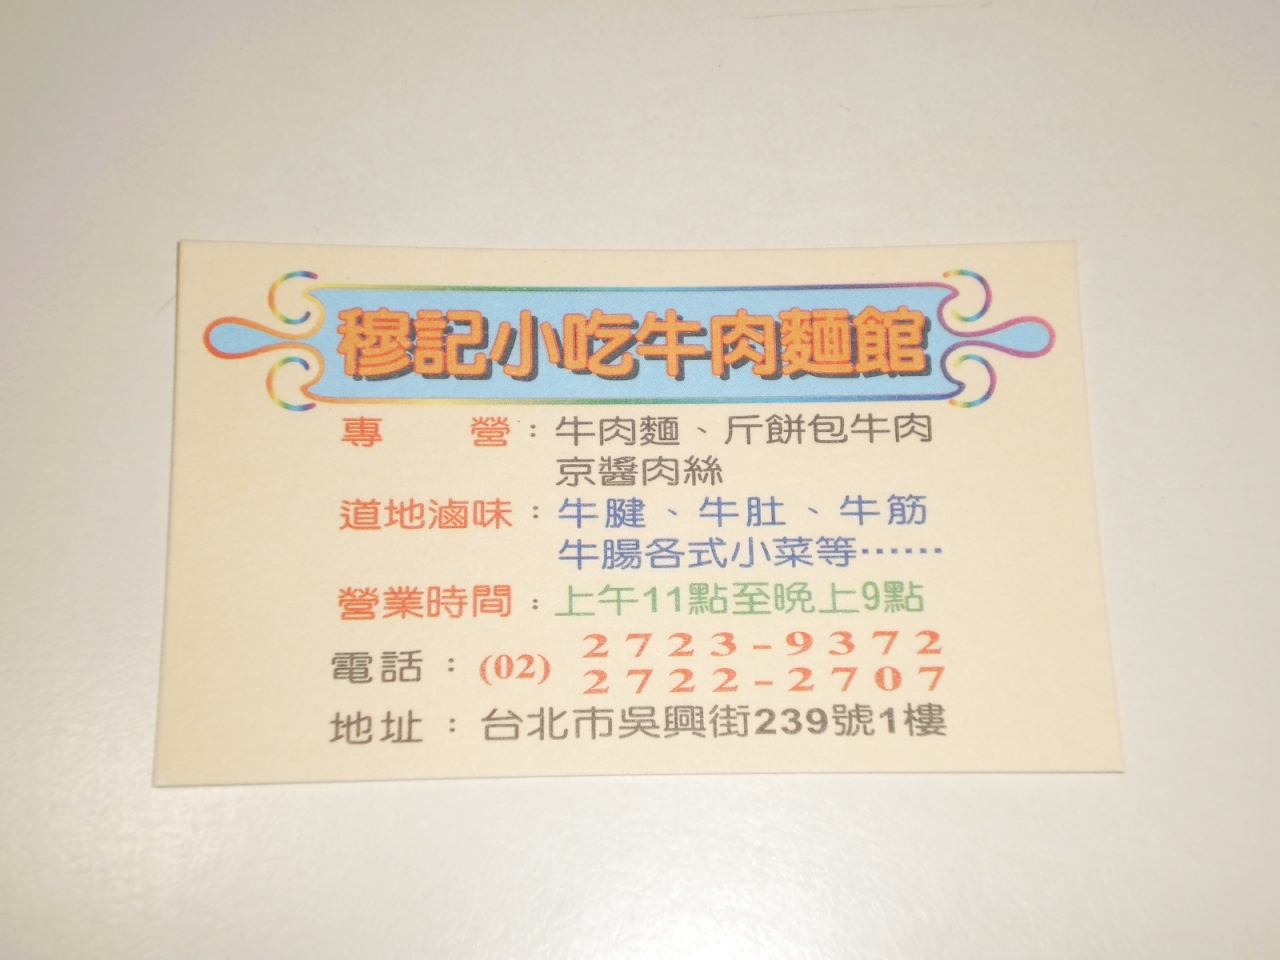 穆記小吃牛肉麵館
專 營：牛肉麵、斤餅包牛肉
京醬肉絲
道地滷味：牛腱、牛肚、牛筋
牛腸各式小菜等……
營業時間：上午11點至晚上9點
電話：(02) 2723-9372
2722-2707
地址：台北市吳興街239號1樓